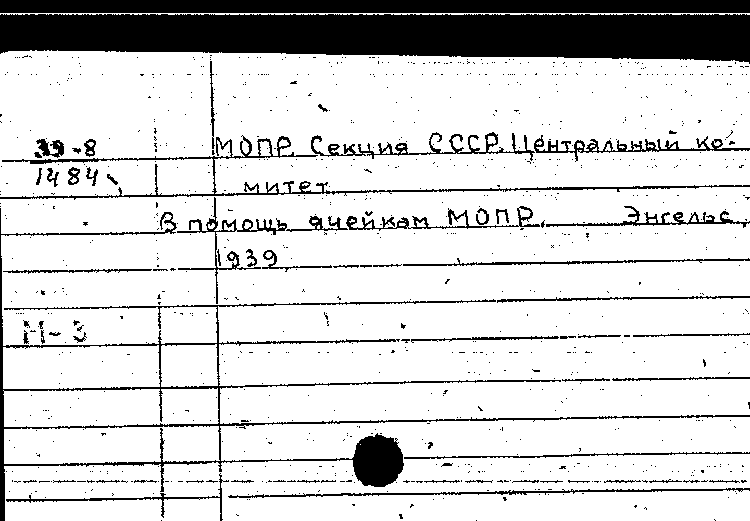 39-8 МОПР. Секция СССР. Центральный ко-
1484 митет
В помощь ячейкам МОПР. Энгельс,
1939
Н-3